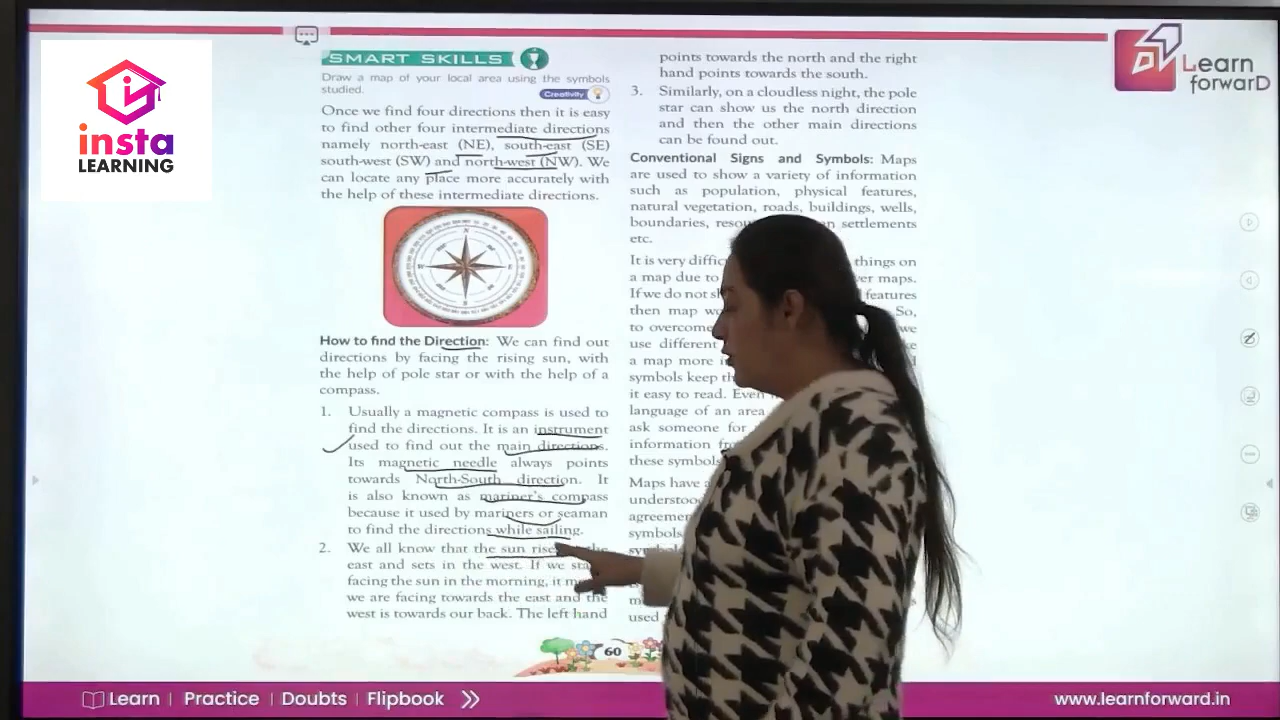 insta
LEARNING
Learn
forwarD
SMART SKILLS
Draw a map of your local area using the symbols
studied.
Creativity
Once we find four directions then it is easy
to find other four intermediate directions
namely north-east (NE), south-east (SE)
south-west (SW) and north-west (NW). We
can locate any place more accurately with
the help of these intermediate directions.
How to find the Direction: We can find out
directions by facing the rising sun, with
the help of pole star or with the help of a
compass.
1. Usually a magnetic compass is used to
find the directions. It is an instrument
used to find out the main directions.
Its magnetic needle always points
towards North-South direction. It
is also known as mariner's compass
because it used by mariners or seaman
to find the directions while sailing.
2. We all know that the sun rises
east and sets in the west. If we
facing the sun in the morning, it
we are facing towards the east and the
west is towards our back. The left hand
points towards the north and the right
hand points towards the south.
3. Similarly, on a cloudless night, the pole
star can show us the north direction
and then the other main directions
can be found out.
Conventional Signs and Symbols: Maps
are used to show a variety of information
such as population, physical features,
natural vegetation, roads, buildings, wells,
boundaries, settlements
etc.
It is very things on
a map due to maps.
If we do not features
then map So,
to overcome we
use different
a map more
symbols keep
it easy to read.
language of an area
ask someone for
information
these symbols
Maps have
understood
symbols
used
60
Learn | Practice | Doubts | Flipbook
www.learnforward.in